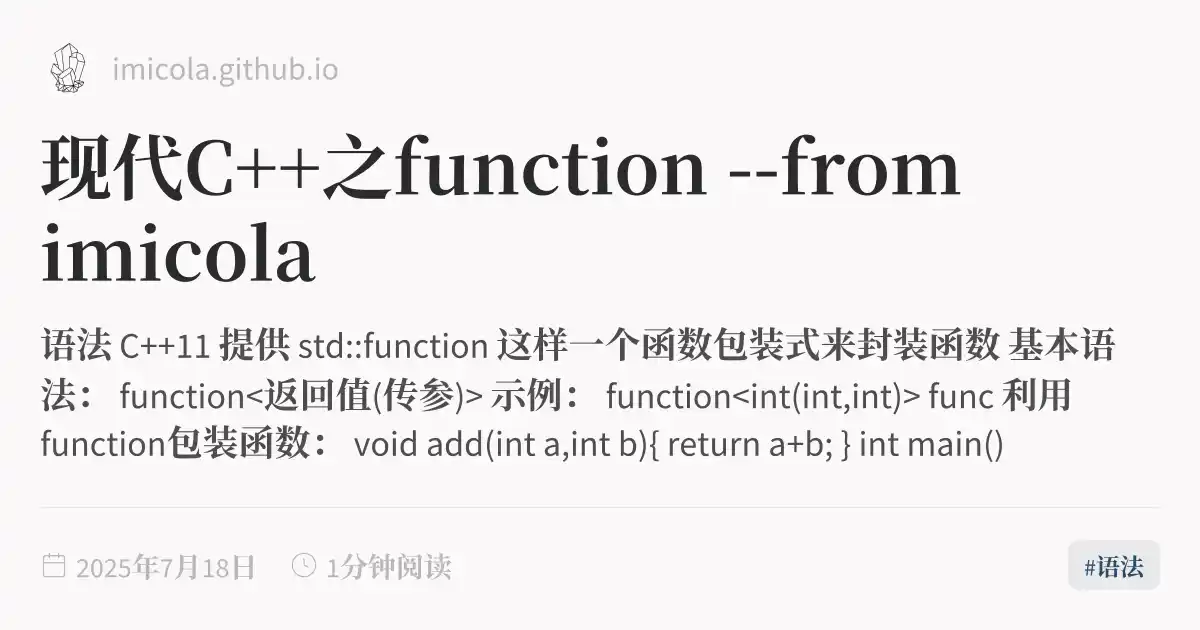 imicola.github.io
现代C++之function --from
imicola
语法 C++11 提供 std::function 这样一个函数包装式来封装函数 基本语
法： function<返回值(传参)> 示例： function<int(int,int)> func 利用
function包装函数： void add(int a,int b){ return a+b; } int main()
2025年7月18日 1分钟阅读 #语法